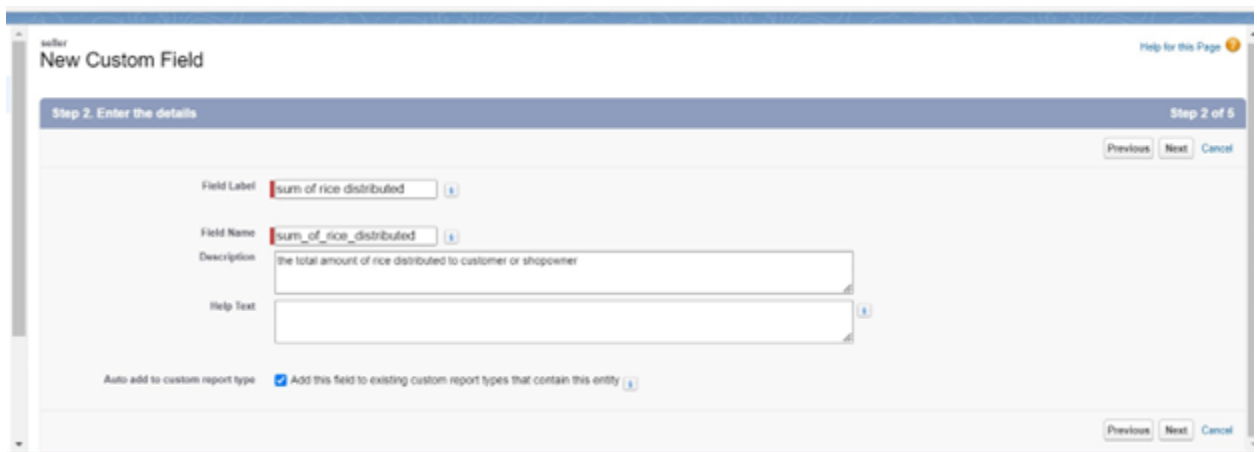 seller
New Custom Field
Help for this Page
Step 2. Enter the details
Step 2 of 5
Previous Next Cancel
Field Label sum of rice distributed
Field Name sum_of_rice_distributed
Description the total amount of rice distributed to customer or shopowner
Help Text
Auto add to custom report type Add this field to existing custom report types that contain this entity
Previous Next Cancel